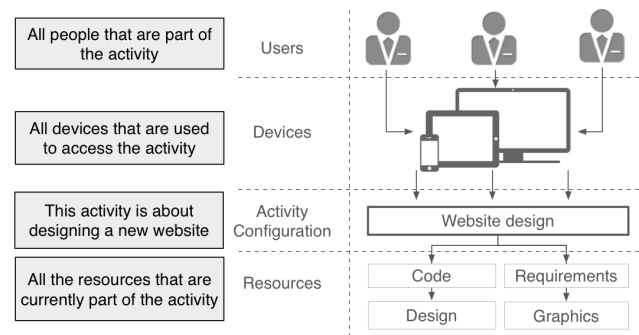 All people that are part of
the activity
Users
All devices that are used
to access the activity
Devices
This activity is about
designing a new website
Activity
Configuration
Website design
All the resources that are
currently part of the activity
Resources
Code
Requirements
Design
Graphics